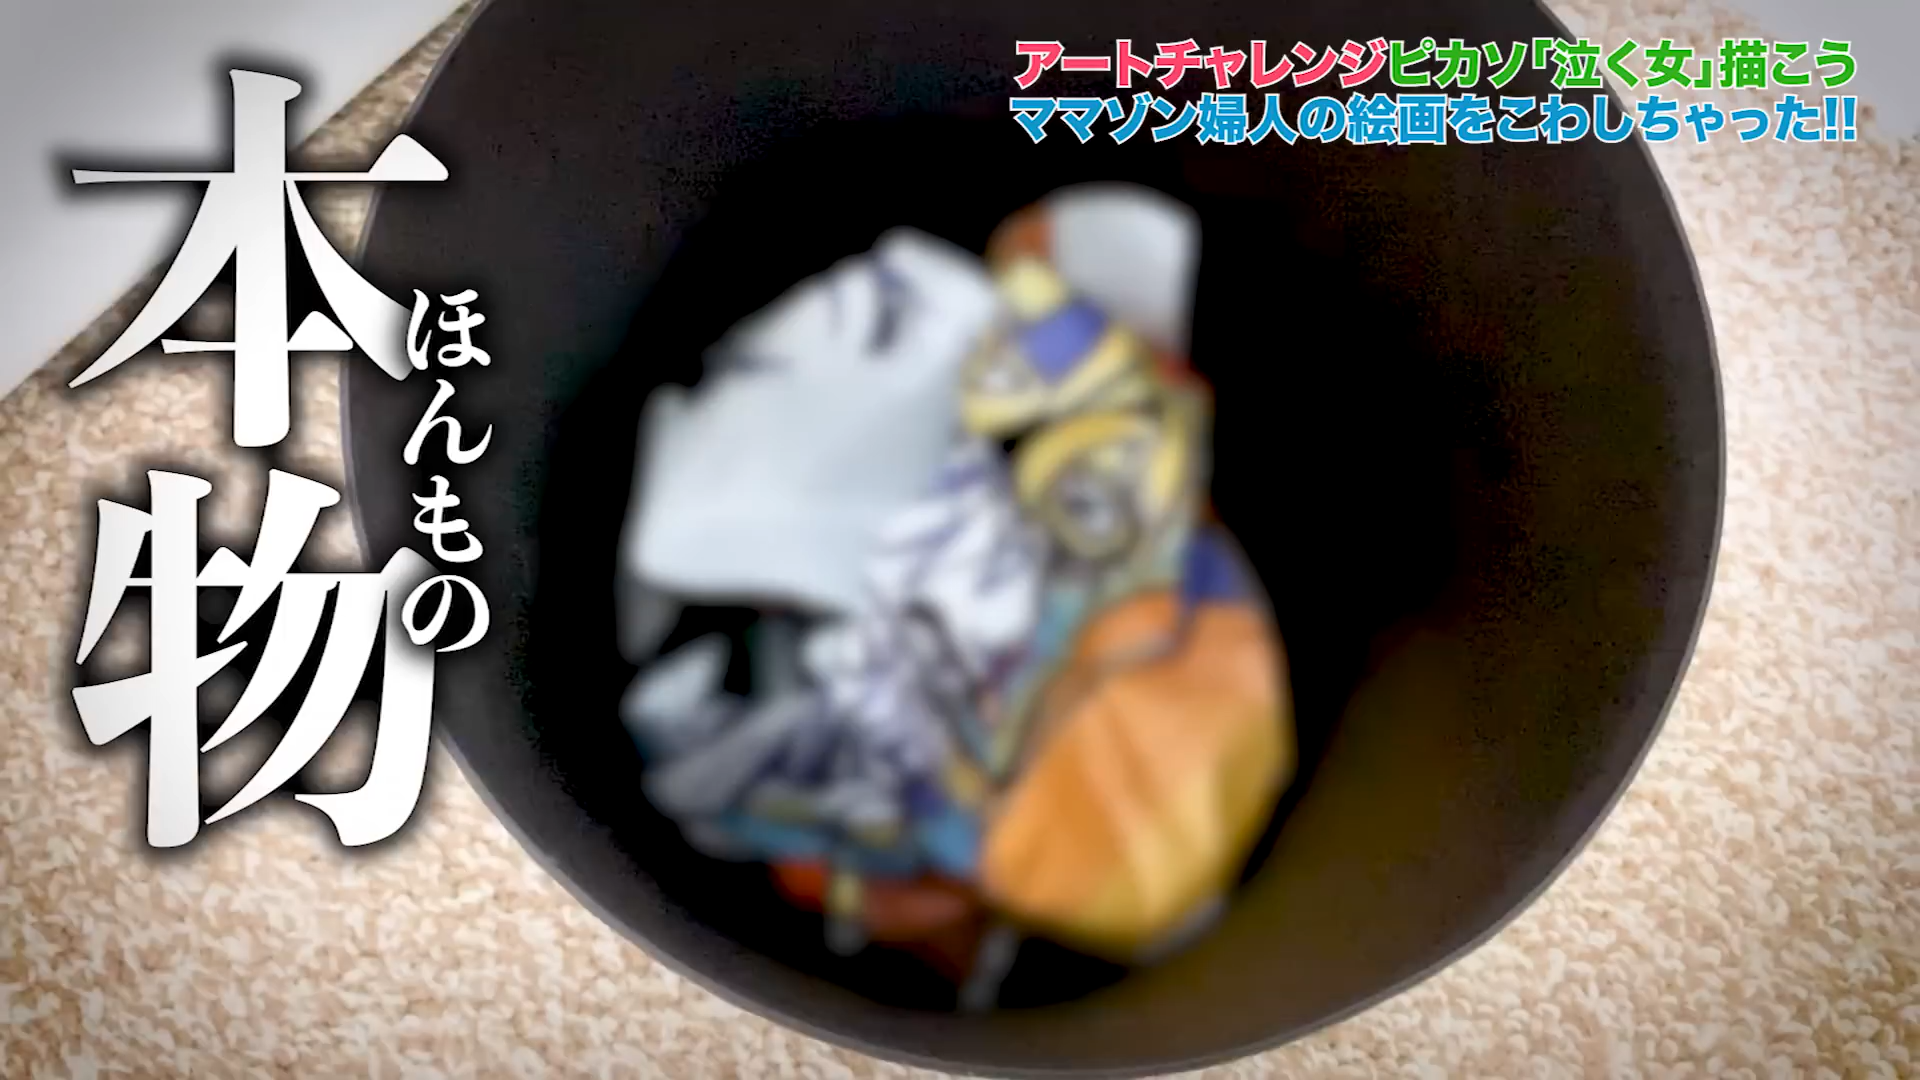 アートチャレンジピカソ「泣く女」描こう
ママゾン婦人の絵画をこわしちゃった!!
本物
ほんもの